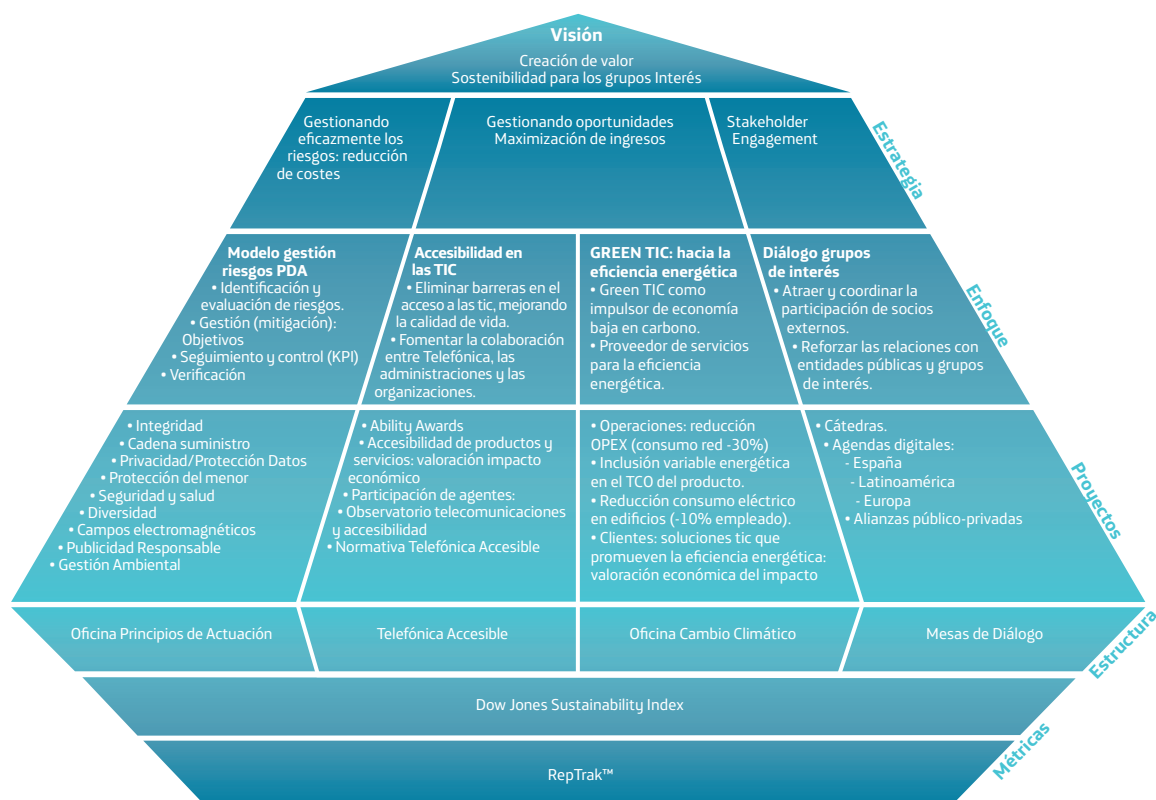 Visión
Creación de valor
Sostenibilidad para los grupos Interés
Gestionando
eficazmente los
riesgos: reducción
de costes
Gestionando oportunidades
Maximización de ingresos
Stakeholder
Engagement
Estrategia
Modelo gestión
riesgos PDA
• Identificación y
evaluación de riesgos.
• Gestión (mitigación):
Objetivos
• Seguimiento y control (KPI)
• Verificación
Accesibilidad en
las TIC
• Eliminar barreras en el
acceso a las tic, mejorando
la calidad de vida.
• Fomentar la colaboración
entre Telefónica, las
administraciones y las
organizaciones.
GREEN TIC: hacia la
eficiencia energética
• Green TIC como
impulsor de economía
baja en carbono.
• Proveedor de servicios
para la eficiencia
energética.
Diálogo grupos
de interés
• Atraer y coordinar la
participación de socios
externos.
• Reforzar las relaciones con
entidades públicas y grupos
de interés.
Enfoque
• Integridad
• Cadena suministro
• Privacidad/Protección Datos
• Protección del menor
• Seguridad y salud
• Diversidad
• Campos electromagnéticos
• Publicidad Responsable
• Gestión Ambiental
• Ability Awards
• Accesibilidad de productos y
servicios: valoración impacto
económico
• Participación de agentes:
• Observatorio telecomunicaciones
y accesibilidad
• Normativa Telefónica Accesible
• Operaciones: reducción
OPEX (consumo red -30%)
• Inclusión variable energética
en el TCO del producto.
• Reducción consumo eléctrico
en edificios (-10% empleado).
• Clientes: soluciones tic que
promueven la eficiencia energética:
valoración económica del impacto
• Cátedras.
• Agendas digitales:
- España
- Latinoamérica
- Europa
• Alianzas público-privadas
Proyectos
Oficina Principios de Actuación
Telefónica Accesible
Oficina Cambio Climático
Mesas de Diálogo
Estructura
Dow Jones Sustainability Index
RepTrak™
Métricas